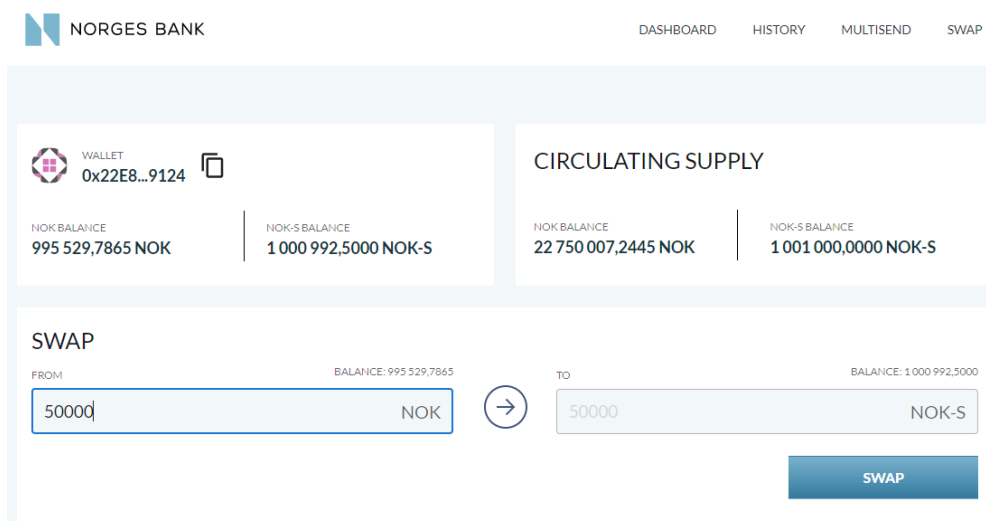 NORGES BANK
DASHBOARD HISTORY MULTISEND SWAP
WALLET
0x22E8...9124
NOK BALANCE
995 529,7865 NOK
NOK-S BALANCE
1 000 992,5000 NOK-S
CIRCULATING SUPPLY
NOK BALANCE
22 750 007,2445 NOK
NOK-S BALANCE
1 001 000,0000 NOK-S
SWAP
FROM BALANCE: 995 529,7865
50000 NOK
TO BALANCE: 1 000 992,5000
50000 NOK-S
SWAP